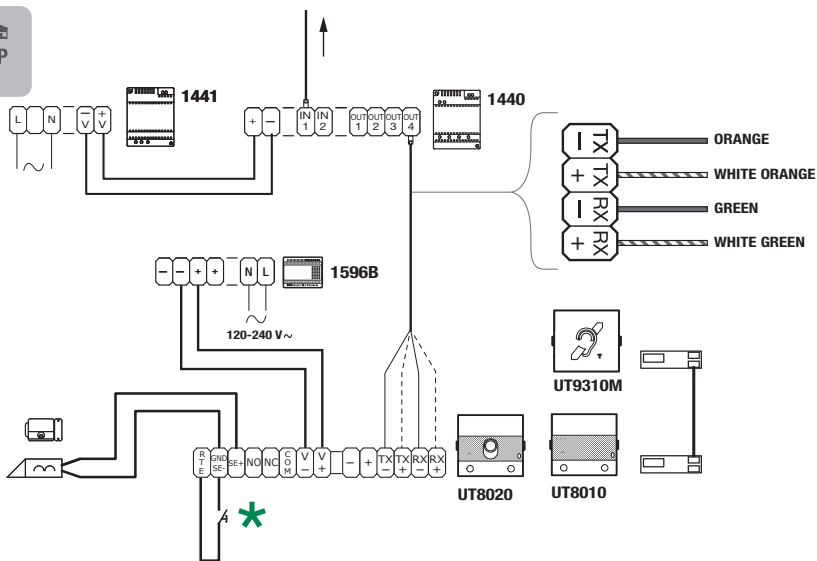 P
1441
L N − V + V
+ − IN 1 IN 2 OUT 1 OUT 2 OUT 3 OUT 4
1440
− TX ORANGE
+ TX WHITE ORANGE
− RX GREEN
+ RX WHITE GREEN
− − + + N L
1596B
120-240 V~
UT9310M
RTE GND SE- SE+ NO NC COM V − V + − + TX − TX + RX − RX +
UT8020
UT8010
*
T